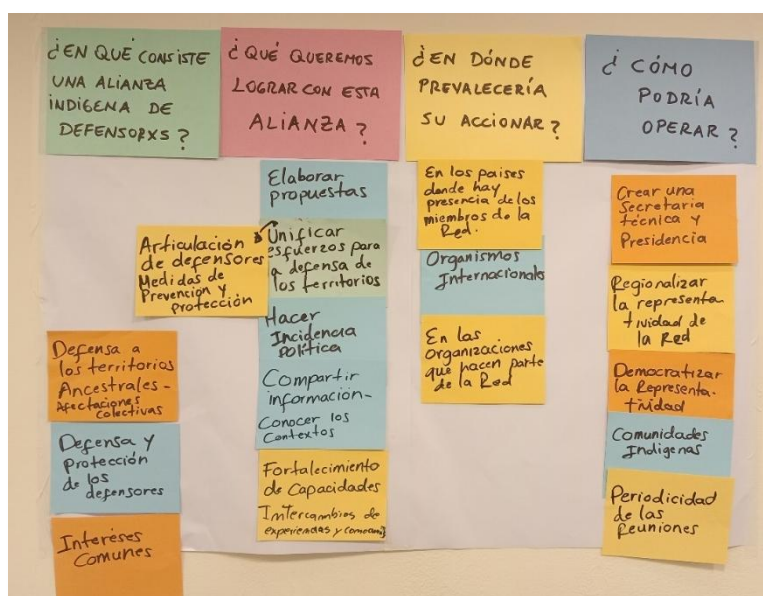 ¿EN QUÉ CONSISTE
UNA ALIANZA
INDÍGENA DE
DEFENSORXS?
Defensa a
los territorios
Ancestrales -
Afectaciones
colectivas
Defensa y
Protección
de los
defensores
Intereses
Comunes
¿QUÉ QUEREMOS
LOGRAR CON ESTA
ALIANZA?
Elaborar
propuestas
Articulación
de defensores
Medidas de
Prevención y
protección
Unificar
esfuerzos para
la defensa de
los territorios
Hacer
Incidencia
Política
Compartir
información-
Conocer los
Contextos
Fortalecimiento
de Capacidades
Intercambios de
experiencias y
¿EN DÓNDE
PREVALECERÍA
SU ACCIONAR?
En los paises
donde hay
presencia de los
miembros de la
Red.
Organismos
Internacionales
En las
Organizaciones
que hacen parte
de la Red
¿CÓMO
PODRÍA
OPERAR?
Crear una
Secretaria
técnica y
Presidencia
Regionalizar
la representa-
tividad de
la Red
Democratizar
la Representa-
tividad
Comunidades
Indigenas
Periodicidad
de las
Reuniones